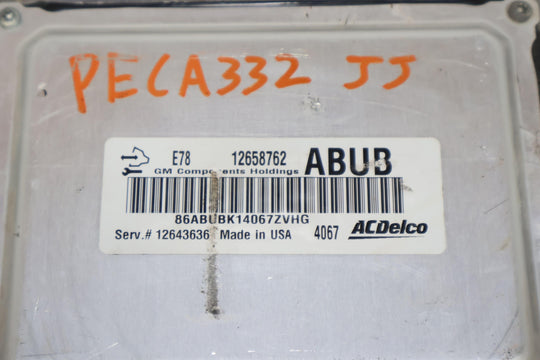 PECA332 JJ
E78 12658762 ABUB
GM Components Holdings
86ABUBK14067ZVHG
Serv.# 12643636 Made in USA 4067 ACDelco